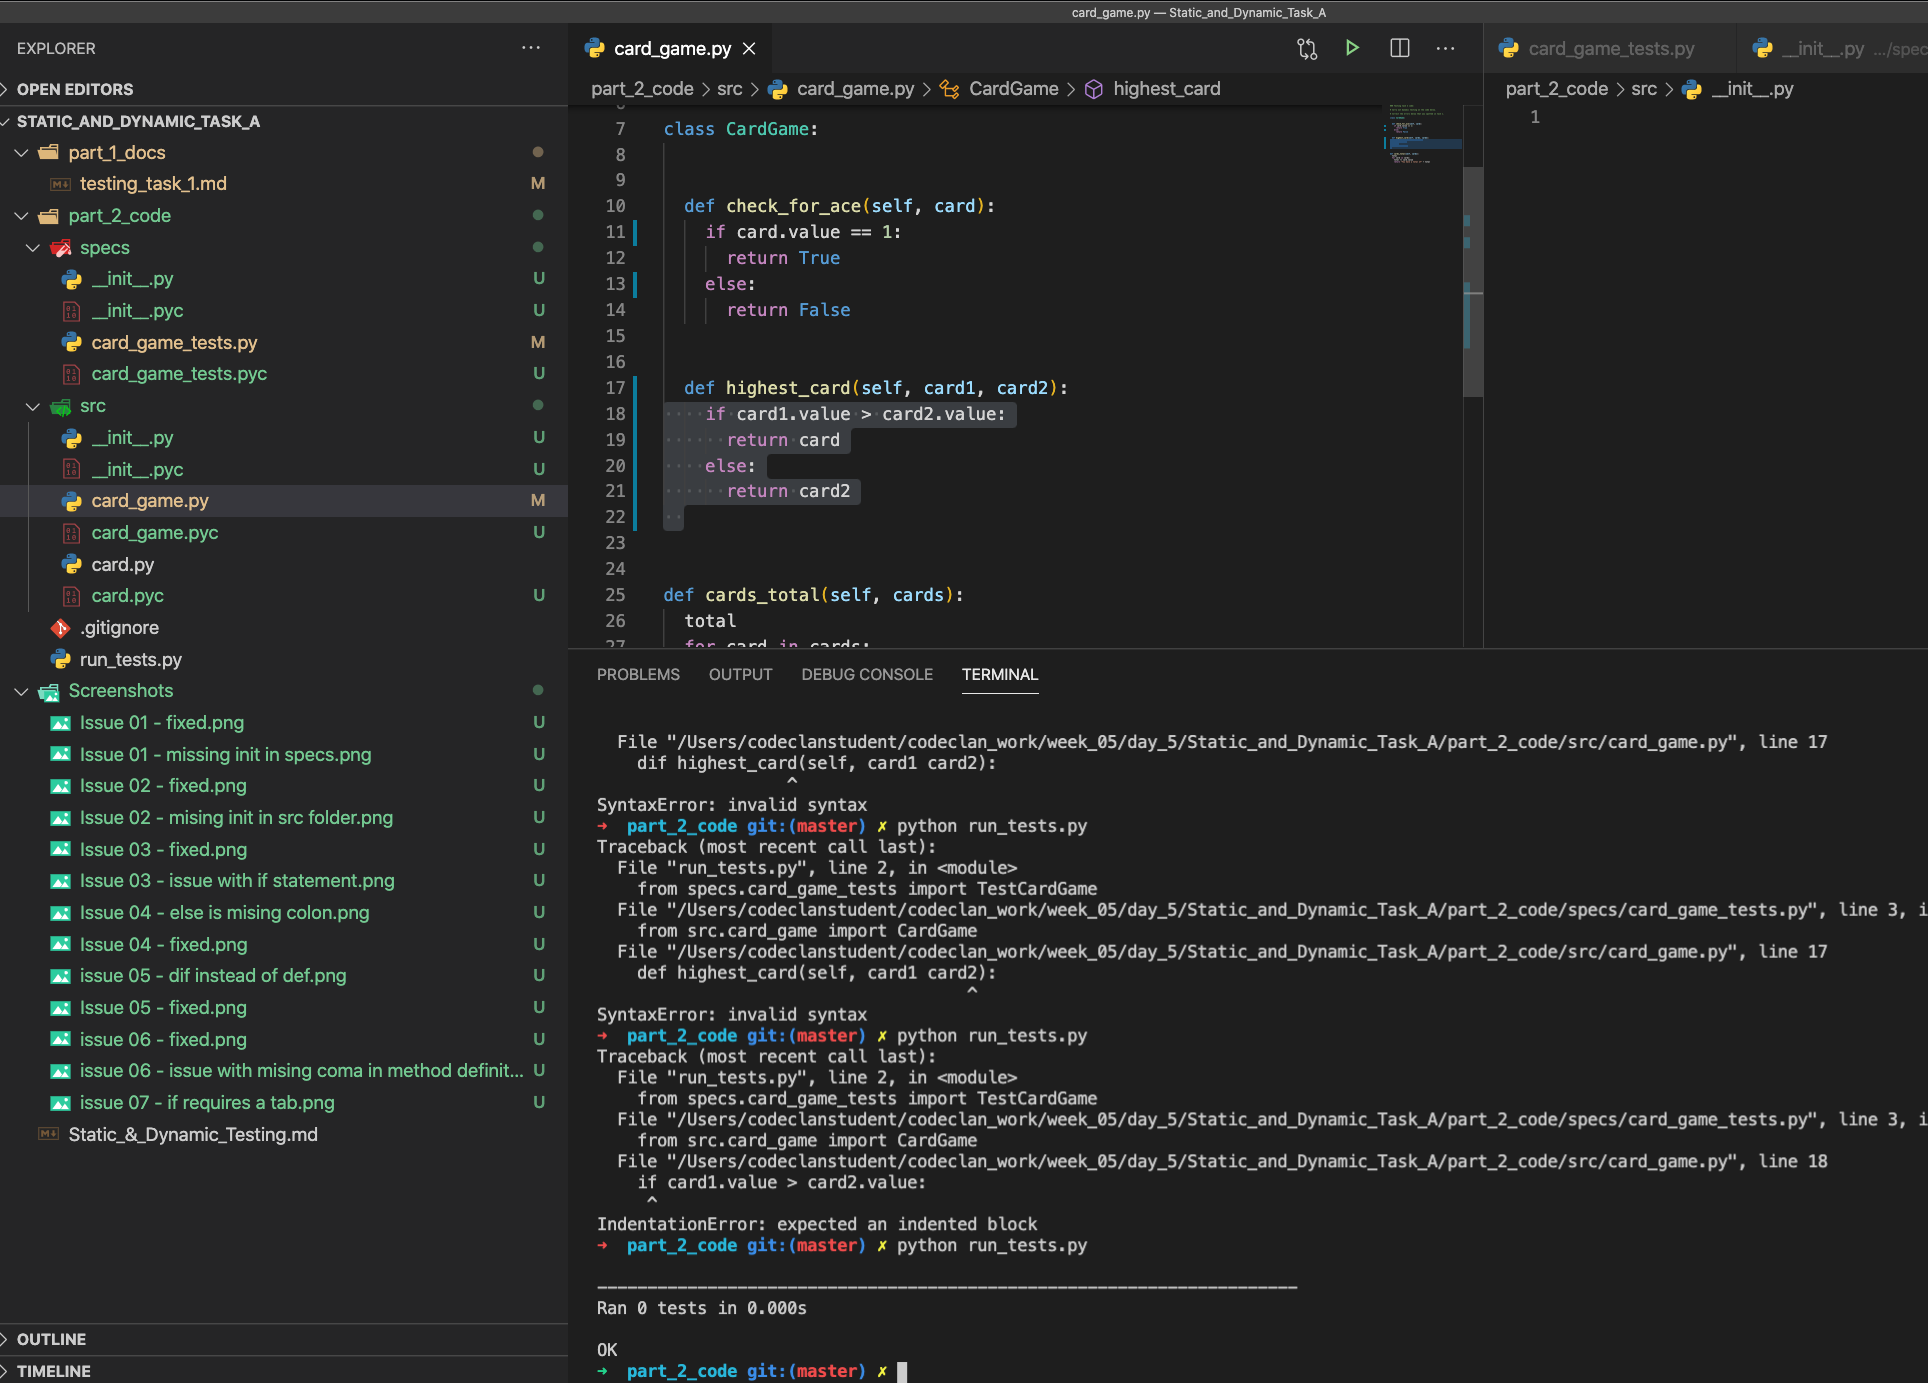 card_game.py — Static_and_Dynamic_Task_A
EXPLORER
OPEN EDITORS
STATIC_AND_DYNAMIC_TASK_A
part_1_docs
testing_task_1.md M
part_2_code
specs
__init__.py U
__init__.pyc U
card_game_tests.py M
card_game_tests.pyc U
src
__init__.py U
__init__.pyc U
card_game.py M
card_game.pyc U
card.py
card.pyc U
.gitignore
run_tests.py
Screenshots
Issue 01 - fixed.png U
Issue 01 - missing init in specs.png U
Issue 02 - fixed.png U
Issue 02 - mising init in src folder.png U
Issue 03 - fixed.png U
Issue 03 - issue with if statement.png U
Issue 04 - else is mising colon.png U
Issue 04 - fixed.png U
issue 05 - dif instead of def.png U
Issue 05 - fixed.png U
issue 06 - fixed.png U
issue 06 - issue with mising coma in method definit... U
issue 07 - if requires a tab.png U
Static_&_Dynamic_Testing.md
OUTLINE
TIMELINE
card_game.py
part_2_code > src > card_game.py > CardGame > highest_card
7 class CardGame:
8
9
10 def check_for_ace(self, card):
11 if card.value == 1:
12 return True
13 else:
14 return False
15
16
17 def highest_card(self, card1, card2):
18 if card1.value > card2.value:
19 return card
20 else:
21 return card2
22
23
24
25 def cards_total(self, cards):
26 total
27 for card in cards:
card_game_tests.py
__init__.py .../spec
part_2_code > src > __init__.py
1
PROBLEMS OUTPUT DEBUG CONSOLE TERMINAL
File "/Users/codeclanstudent/codeclan_work/week_05/day_5/Static_and_Dynamic_Task_A/part_2_code/src/card_game.py", line 17
dif highest_card(self, card1 card2):
^
SyntaxError: invalid syntax
→ part_2_code git:(master) ✗ python run_tests.py
Traceback (most recent call last):
File "run_tests.py", line 2, in <module>
from specs.card_game_tests import TestCardGame
File "/Users/codeclanstudent/codeclan_work/week_05/day_5/Static_and_Dynamic_Task_A/part_2_code/specs/card_game_tests.py", line 3, i
from src.card_game import CardGame
File "/Users/codeclanstudent/codeclan_work/week_05/day_5/Static_and_Dynamic_Task_A/part_2_code/src/card_game.py", line 17
def highest_card(self, card1 card2):
^
SyntaxError: invalid syntax
→ part_2_code git:(master) ✗ python run_tests.py
Traceback (most recent call last):
File "run_tests.py", line 2, in <module>
from specs.card_game_tests import TestCardGame
File "/Users/codeclanstudent/codeclan_work/week_05/day_5/Static_and_Dynamic_Task_A/part_2_code/specs/card_game_tests.py", line 3, i
from src.card_game import CardGame
File "/Users/codeclanstudent/codeclan_work/week_05/day_5/Static_and_Dynamic_Task_A/part_2_code/src/card_game.py", line 18
if card1.value > card2.value:
^
IndentationError: expected an indented block
→ part_2_code git:(master) ✗ python run_tests.py
----------------------------------------------------------------------
Ran 0 tests in 0.000s
OK
→ part_2_code git:(master) ✗